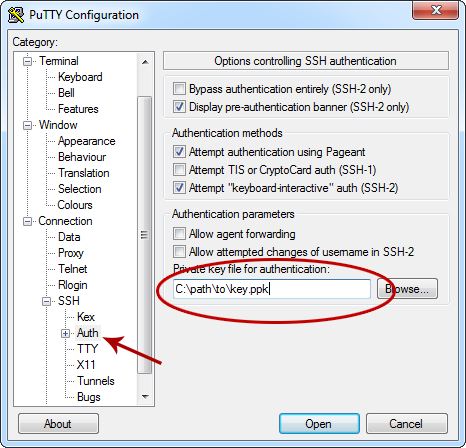 PuTTY Configuration
Category:
Terminal
Keyboard
Bell
Features
Window
Appearance
Behaviour
Translation
Selection
Colours
Connection
Data
Proxy
Telnet
Rlogin
SSH
Kex
Auth
TTY
X11
Tunnels
Bugs
Options controlling SSH authentication
Bypass authentication entirely (SSH-2 only)
Display pre-authentication banner (SSH-2 only)
Authentication methods
Attempt authentication using Pageant
Attempt TIS or CryptoCard auth (SSH-1)
Attempt "keyboard-interactive" auth (SSH-2)
Authentication parameters
Allow agent forwarding
Allow attempted changes of username in SSH-2
Private key file for authentication:
C:\path\to\key.ppk
Browse...
About
Open
Cancel